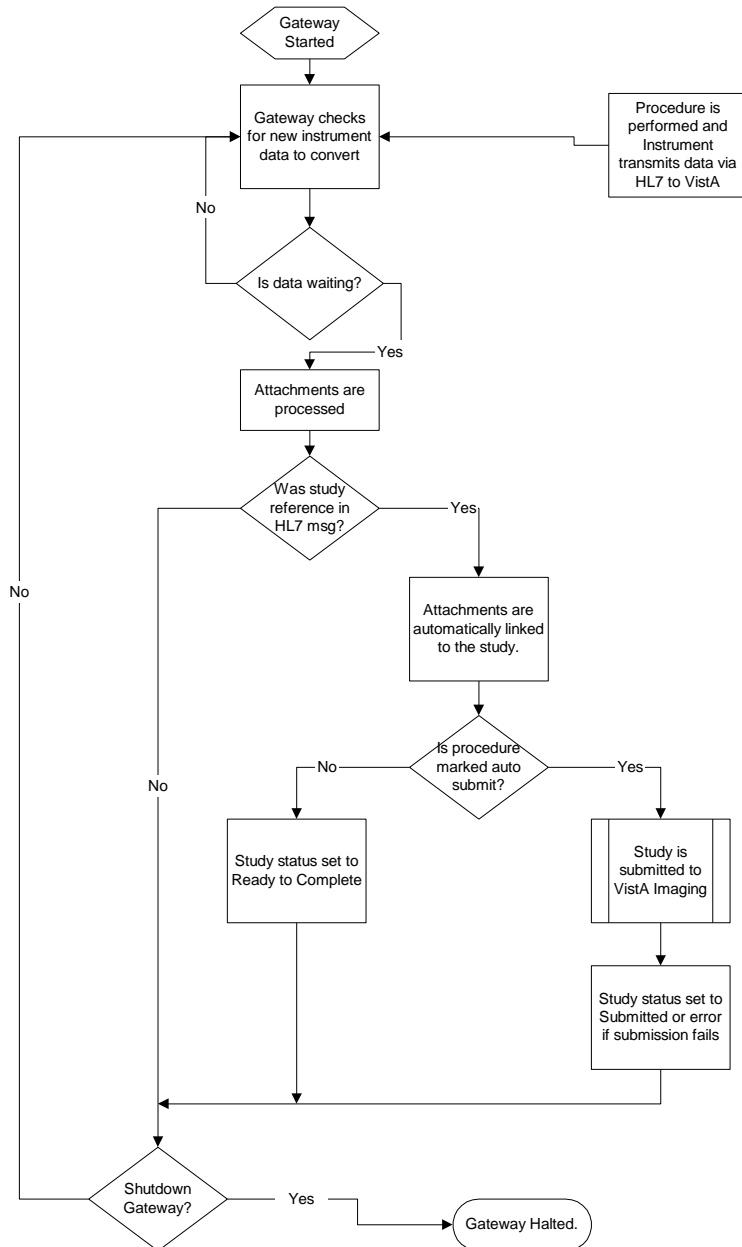 Gateway
Started
Gateway checks
for new instrument
data to convert
Procedure is
performed and
Instrument
transmits data via
HL7 to VistA
No
Is data waiting?
Yes
Attachments are
processed
Was study
reference in
HL7 msg?
Yes
No
Attachments are
automatically linked
to the study.
Is procedure
marked auto
submit?
No
Yes
No
Study status set to
Ready to Complete
Study is
submitted to
VistA Imaging
Study status set to
Submitted or error
if submission fails
Shutdown
Gateway?
Yes
Gateway Halted.